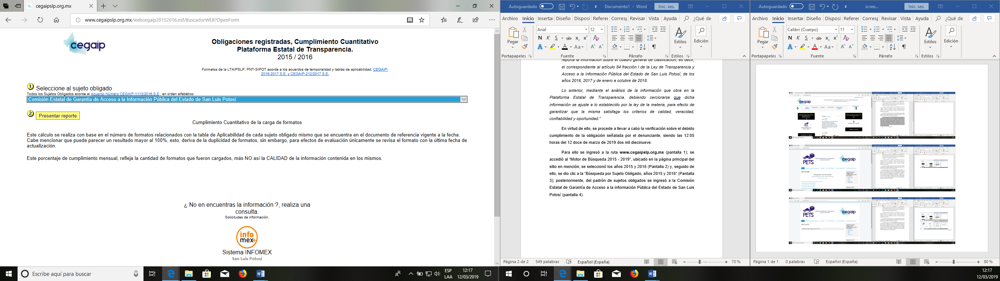 cegaipslp.org.mx
www.cegaipslp.org.mx/webcegaip20152016.nsf/BuscadorWEB?OpenForm
cegaip
Obligaciones registradas, Cumplimiento Cuantitativo
Plataforma Estatal de Transparencia.
2015 / 2016
Formatos de la LTAIPSLP, PNT-SIPOT acorde a los acuerdos de temporalidad y tablas de aplicabilidad, CEGAIP-
2016-2017 S.E. y CEGAIP-212/2017 S.E.
1 Seleccione al sujeto obligado
Todos los Sujetos Obligados acorde al Acuerdo Número CEGAIP-1113/2016.S.E., en orden alfabético
Comisión Estatal de Garantía de Acceso a la Información Pública del Estado de San Luis Potosí
2 Presentar reporte
Cumplimiento Cuantitativo de la carga de formatos
Este cálculo se realiza con base en el número de formatos relacionados con la tabla de Aplicabilidad de cada sujeto obligado mismo que se encuentra en el documento de referencia vigente a la fecha.
Cabe mencionar que puede parecer un resultado mayor al 100%, esto, deriva de la duplicidad de formatos, sin embargo, para efectos de evaluación únicamente se revisa el formato con la última fecha de
actualización.
Este porcentaje de cumplimiento mensual, refleja la cantidad de formatos que fueron cargados, más NO así la CALIDAD de la información contenida en los mismos.
¿ No en encuentras la información ?, realiza una
consulta.
Solicitudes de información.
info
mex
Sistema INFOMEX
San Luis Potosí
Escribe aquí para buscar
ESP
LAA
12:17
12/03/2019
Autoguardado
Documento1 - Word
Inic. ses.
Archivo Inicio Insertar Diseño Disposi Referer Corresp Revisar Vista Ayuda ¿Qué de
Pegar
Arial 12
N K S ab x₂ x²
A A Aa A A
Estilos
Edición
Portapapeles Fuente Párrafo Estilos
reporta la información sobre el cuadro general de clasificación, es decir,
el correspondiente al artículo 84 fracción I de la Ley de Transparencia y
Acceso a la Información Pública del Estado de San Luis Potosí, de los
años 2016, 2017 y de enero a octubre de 2018.
Lo anterior, mediante el análisis de la información que obra en la
Plataforma Estatal de Transparencia, debiendo cerciorarse que dicha
información se ajuste a lo establecido por la ley de la materia, para efecto de
garantizar que la misma satisfaga los criterios de calidad, veracidad,
confiabilidad y oportunidad."
En virtud de ello, se procede a llevar a cabo la verificación sobre el debido
cumplimiento de la obligación señalada por el denunciante, siendo las 12:05
horas del 12 doce de marzo de 2019 dos mil diecinueve.
Para ello se ingresó a la ruta www.cegaipslp.org.mx (pantalla 1); se
accedió al "Motor de Búsqueda 2015 - 2019", ubicado en la página principal del
sitio en mención; se seleccionó los años 2015 y 2016 (Pantalla 2) y, seguido de
ello, se dio clic a la "Búsqueda por Sujeto Obligado, años 2015 y 2016" (Pantalla
3); posteriormente, del padrón de sujetos obligados se ingresó a la Comisión
Estatal de Garantía de Acceso a la información Pública del Estado de San Luis
Potosí (pantalla 4).
Página 2 de 2 549 palabras Español (España) 70 %
Autoguardado
scree...
Inic. ses.
Archivo Inicio Insertar Diseño Disposi Referer Corresp Revisar Vista Ayuda ¿Qué de
Pegar
Calibri (Cuerpo) 11
N K S ab x₂ x²
A A Aa A A
Estilos
Edición
Portapapeles Fuente Párrafo Estilos
cegaip
PETS
cegaip
PETS
cegaip
Página 1 de 1 0 palabras Español (España) 80 %
12:17
12/03/2019